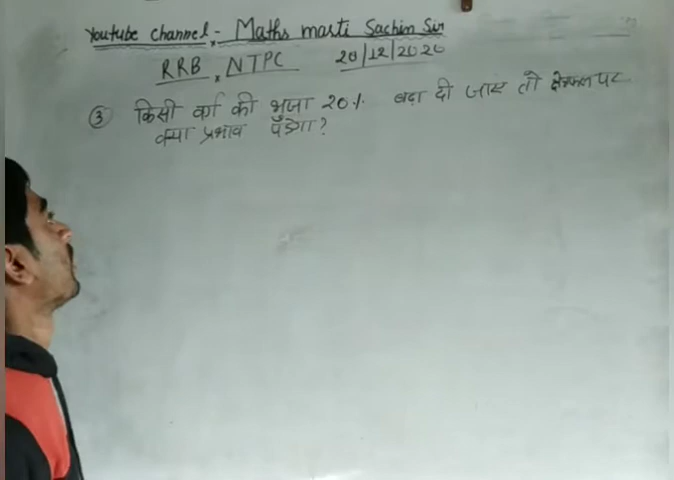 Youtube Channel - Maths masti Sachin Sir
RRB NTPC 20/12/2020
③ किसी वर्ग की भुजा 20% बढ़ा दी जाए तो क्षेत्रफल पर
क्या प्रभाव पड़ेगा?